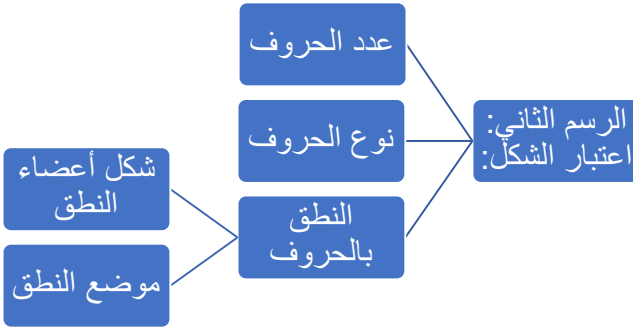 الرسم الثاني:
اعتبار الشكل:
عدد الحروف
نوع الحروف
النطق
بالحروف
شكل أعضاء
النطق
موضع النطق